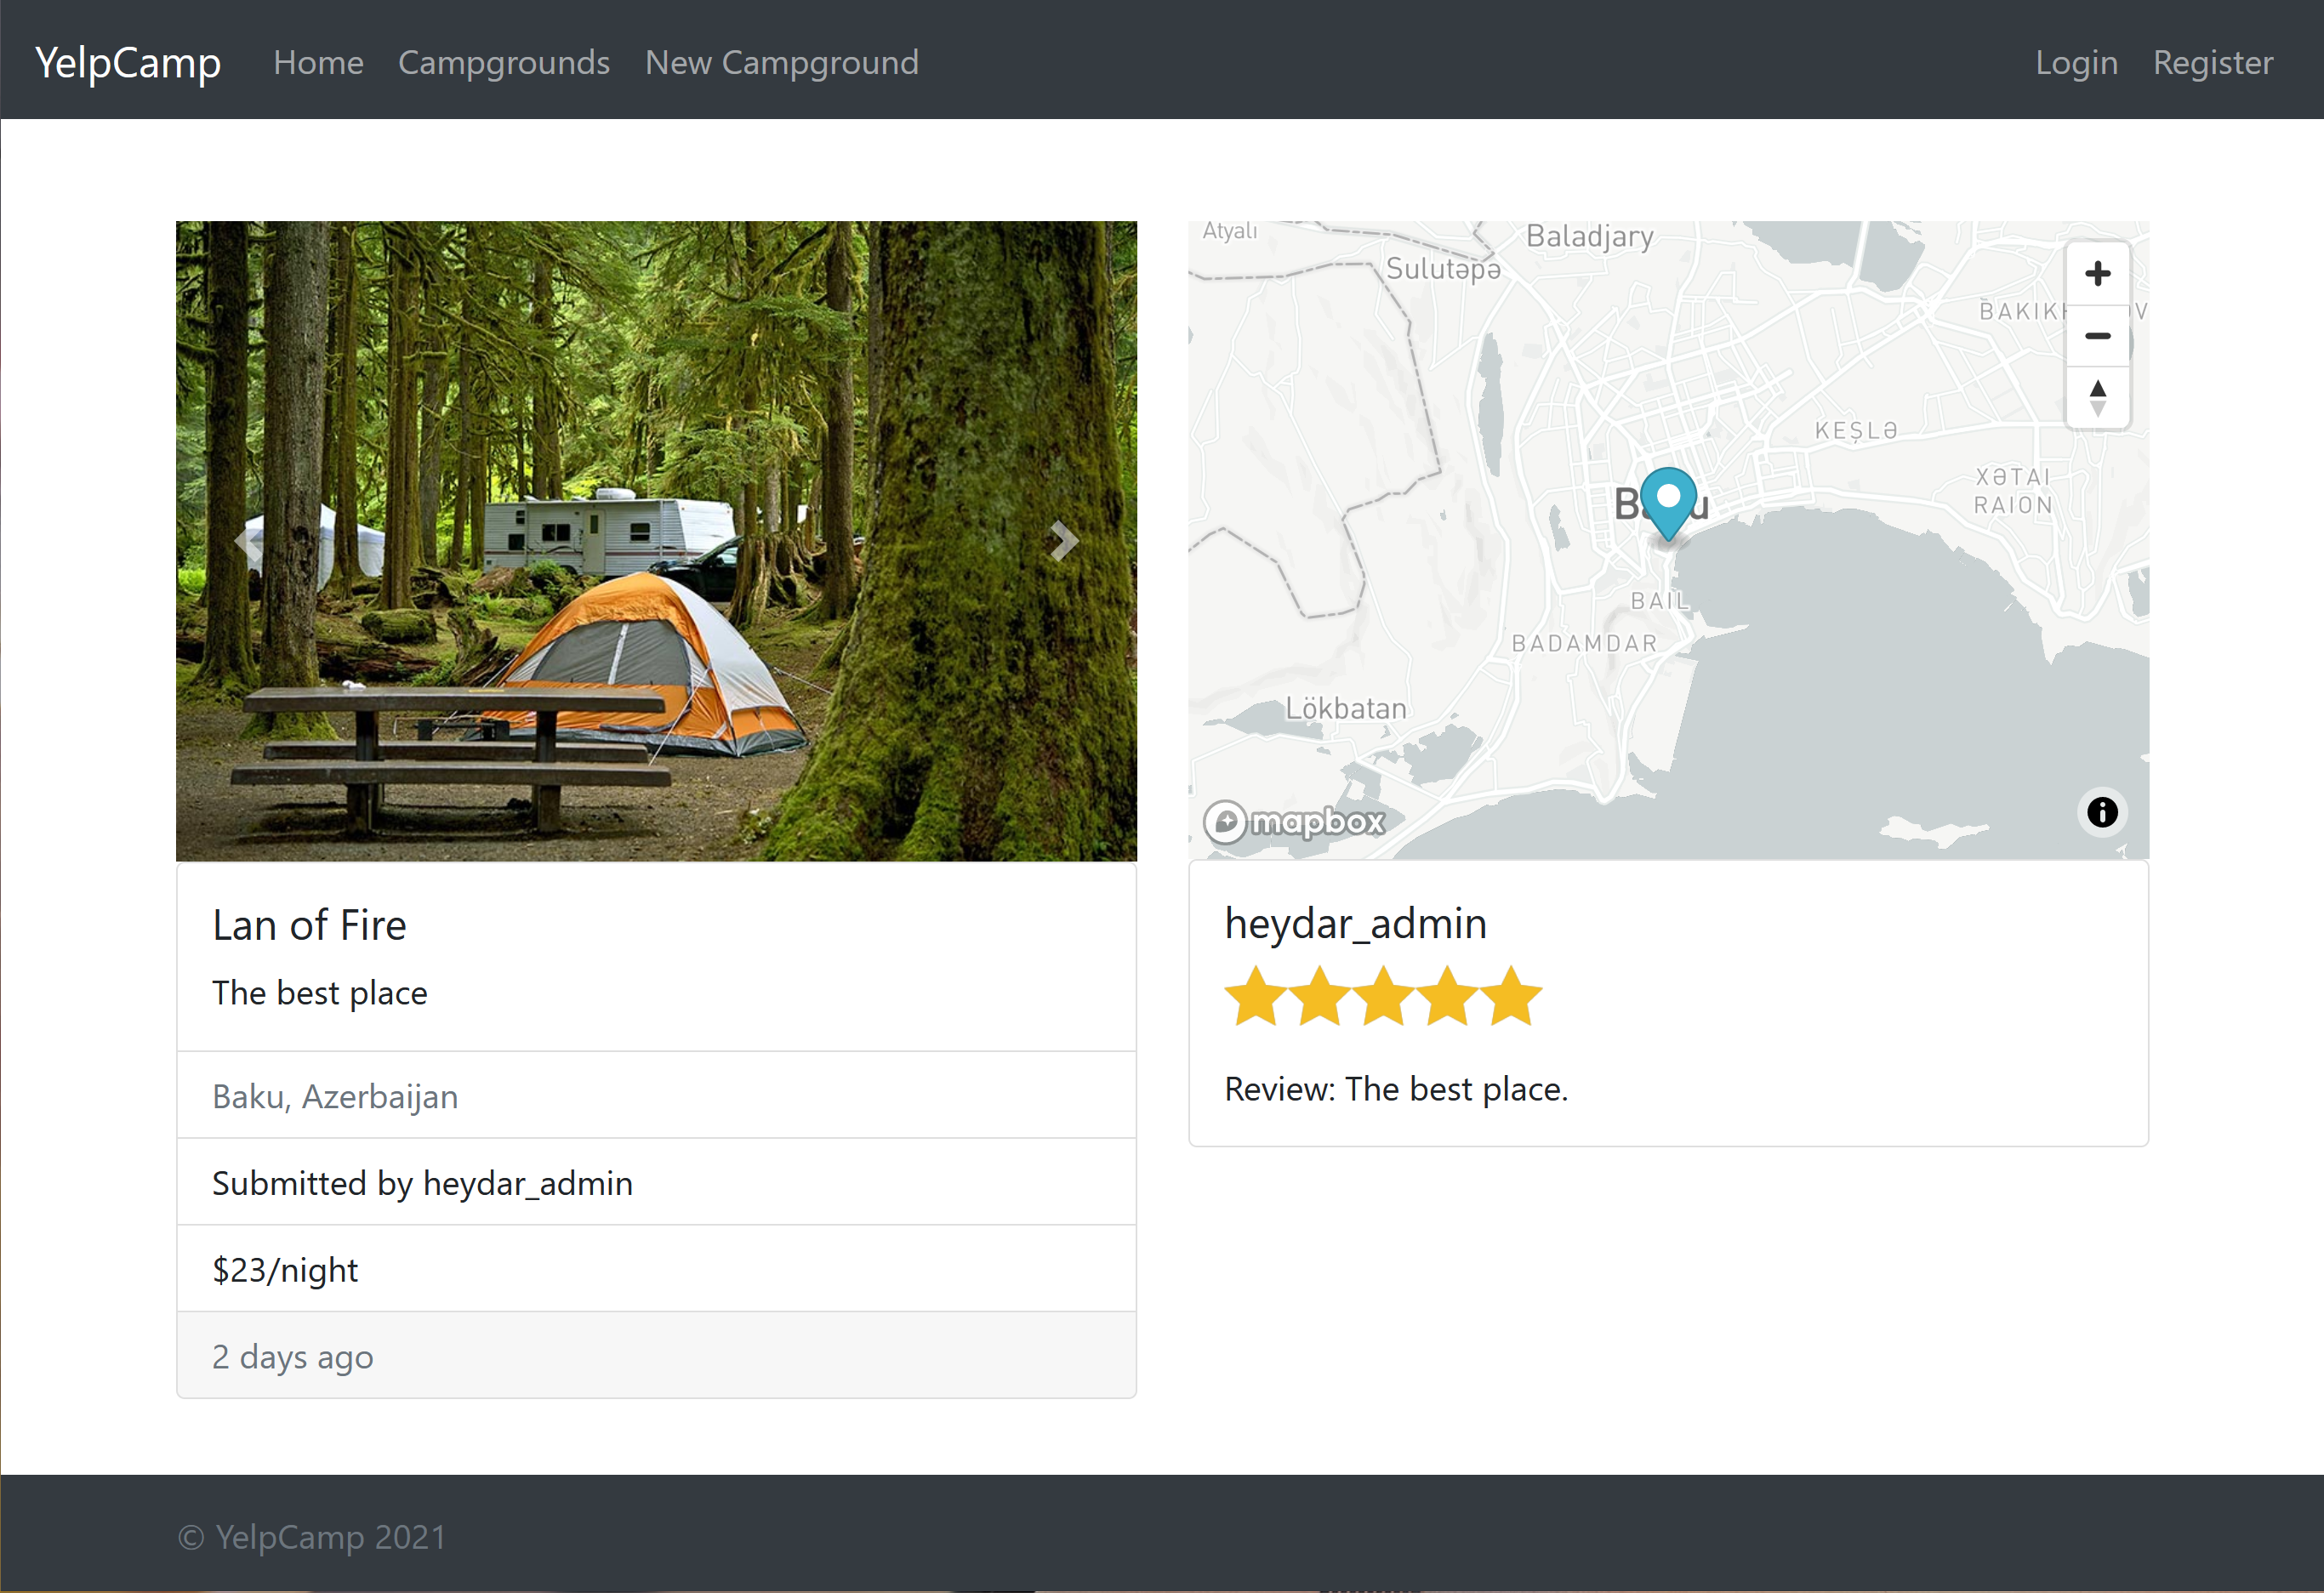 YelpCamp Home Campgrounds New Campground Login Register
Atyalı
Baladjary
Sulutəpə
KEŞLƏ
XƏTAI
RAION
BAIL
BADAMDAR
Lökbatan
mapbox
Lan of Fire
The best place
Baku, Azerbaijan
Submitted by heydar_admin
$23/night
2 days ago
heydar_admin
Review: The best place.
© YelpCamp 2021